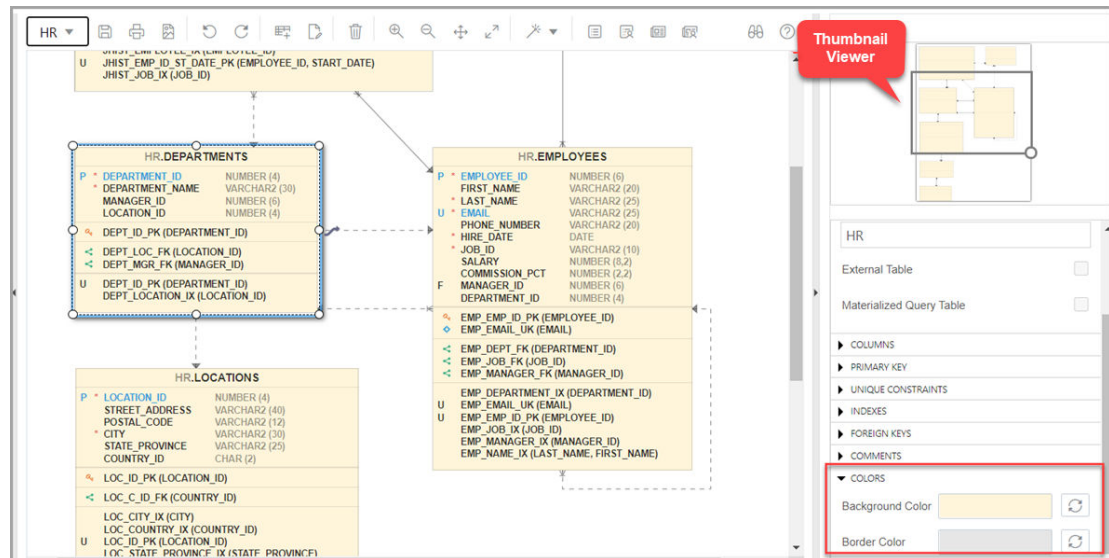 HR
Thumbnail
Viewer
JHIST_EMPLOYEE_IX (EMPLOYEE_ID)
U JHIST_EMP_ID_ST_DATE_PK (EMPLOYEE_ID, START_DATE)
JHIST_JOB_IX (JOB_ID)
HR.DEPARTMENTS
P * DEPARTMENT_ID NUMBER (4)
* DEPARTMENT_NAME VARCHAR2 (30)
MANAGER_ID NUMBER (6)
LOCATION_ID NUMBER (4)
DEPT_ID_PK (DEPARTMENT_ID)
DEPT_LOC_FK (LOCATION_ID)
DEPT_MGR_FK (MANAGER_ID)
U DEPT_ID_PK (DEPARTMENT_ID)
DEPT_LOCATION_IX (LOCATION_ID)
HR.EMPLOYEES
P * EMPLOYEE_ID NUMBER (6)
FIRST_NAME VARCHAR2 (20)
* LAST_NAME VARCHAR2 (25)
U * EMAIL VARCHAR2 (25)
PHONE_NUMBER VARCHAR2 (20)
* HIRE_DATE DATE
* JOB_ID VARCHAR2 (10)
SALARY NUMBER (8,2)
COMMISSION_PCT NUMBER (2,2)
F MANAGER_ID NUMBER (6)
DEPARTMENT_ID NUMBER (4)
EMP_EMP_ID_PK (EMPLOYEE_ID)
EMP_EMAIL_UK (EMAIL)
EMP_DEPT_FK (DEPARTMENT_ID)
EMP_JOB_FK (JOB_ID)
EMP_MANAGER_FK (MANAGER_ID)
EMP_DEPARTMENT_IX (DEPARTMENT_ID)
U EMP_EMAIL_UK (EMAIL)
U EMP_EMP_ID_PK (EMPLOYEE_ID)
EMP_JOB_IX (JOB_ID)
EMP_MANAGER_IX (MANAGER_ID)
EMP_NAME_IX (LAST_NAME, FIRST_NAME)
HR.LOCATIONS
P * LOCATION_ID NUMBER (4)
STREET_ADDRESS VARCHAR2 (40)
POSTAL_CODE VARCHAR2 (12)
* CITY VARCHAR2 (30)
STATE_PROVINCE VARCHAR2 (25)
COUNTRY_ID CHAR (2)
LOC_ID_PK (LOCATION_ID)
LOC_C_ID_FK (COUNTRY_ID)
LOC_CITY_IX (CITY)
LOC_COUNTRY_IX (COUNTRY_ID)
U LOC_ID_PK (LOCATION_ID)
LOC_STATE_PROVINCE_IX (STATE_PROVINCE)
HR
External Table
Materialized Query Table
COLUMNS
PRIMARY KEY
UNIQUE CONSTRAINTS
INDEXES
FOREIGN KEYS
COMMENTS
COLORS
Background Color
Border Color